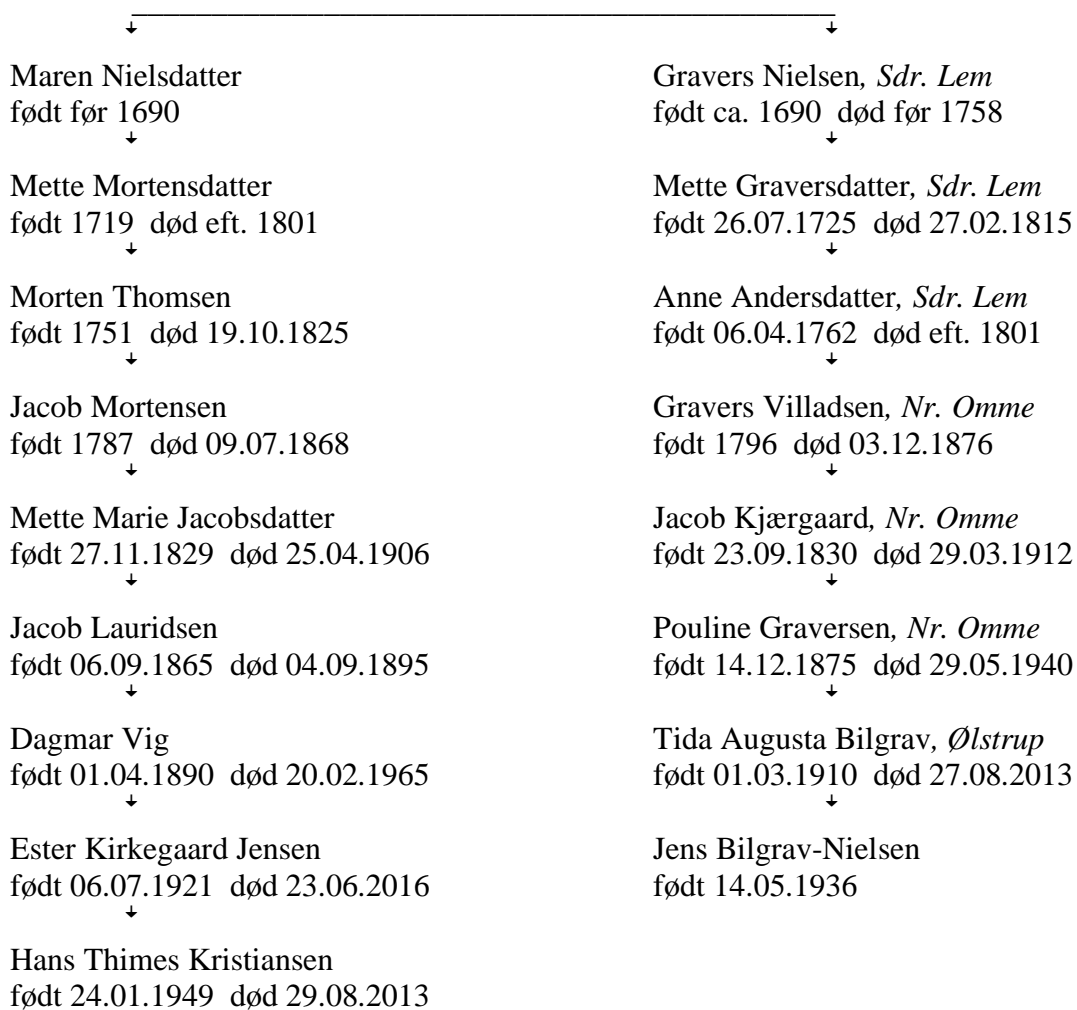 Maren Nielsdatter
født før 1690
Mette Mortensdatter
født 1719 død eft. 1801
Morten Thomsen
født 1751 død 19.10.1825
Jacob Mortensen
født 1787 død 09.07.1868
Mette Marie Jacobsdatter
født 27.11.1829 død 25.04.1906
Jacob Lauridsen
født 06.09.1865 død 04.09.1895
Dagmar Vig
født 01.04.1890 død 20.02.1965
Ester Kirkegaard Jensen
født 06.07.1921 død 23.06.2016
Hans Thimes Kristiansen
født 24.01.1949 død 29.08.2013
Gravers Nielsen, Sdr. Lem
født ca. 1690 død før 1758
Mette Graversdatter, Sdr. Lem
født 26.07.1725 død 27.02.1815
Anne Andersdatter, Sdr. Lem
født 06.04.1762 død eft. 1801
Gravers Villadsen, Nr. Omme
født 1796 død 03.12.1876
Jacob Kjærgaard, Nr. Omme
født 23.09.1830 død 29.03.1912
Pouline Graversen, Nr. Omme
født 14.12.1875 død 29.05.1940
Tida Augusta Bilgrav, Ølstrup
født 01.03.1910 død 27.08.2013
Jens Bilgrav-Nielsen
født 14.05.1936